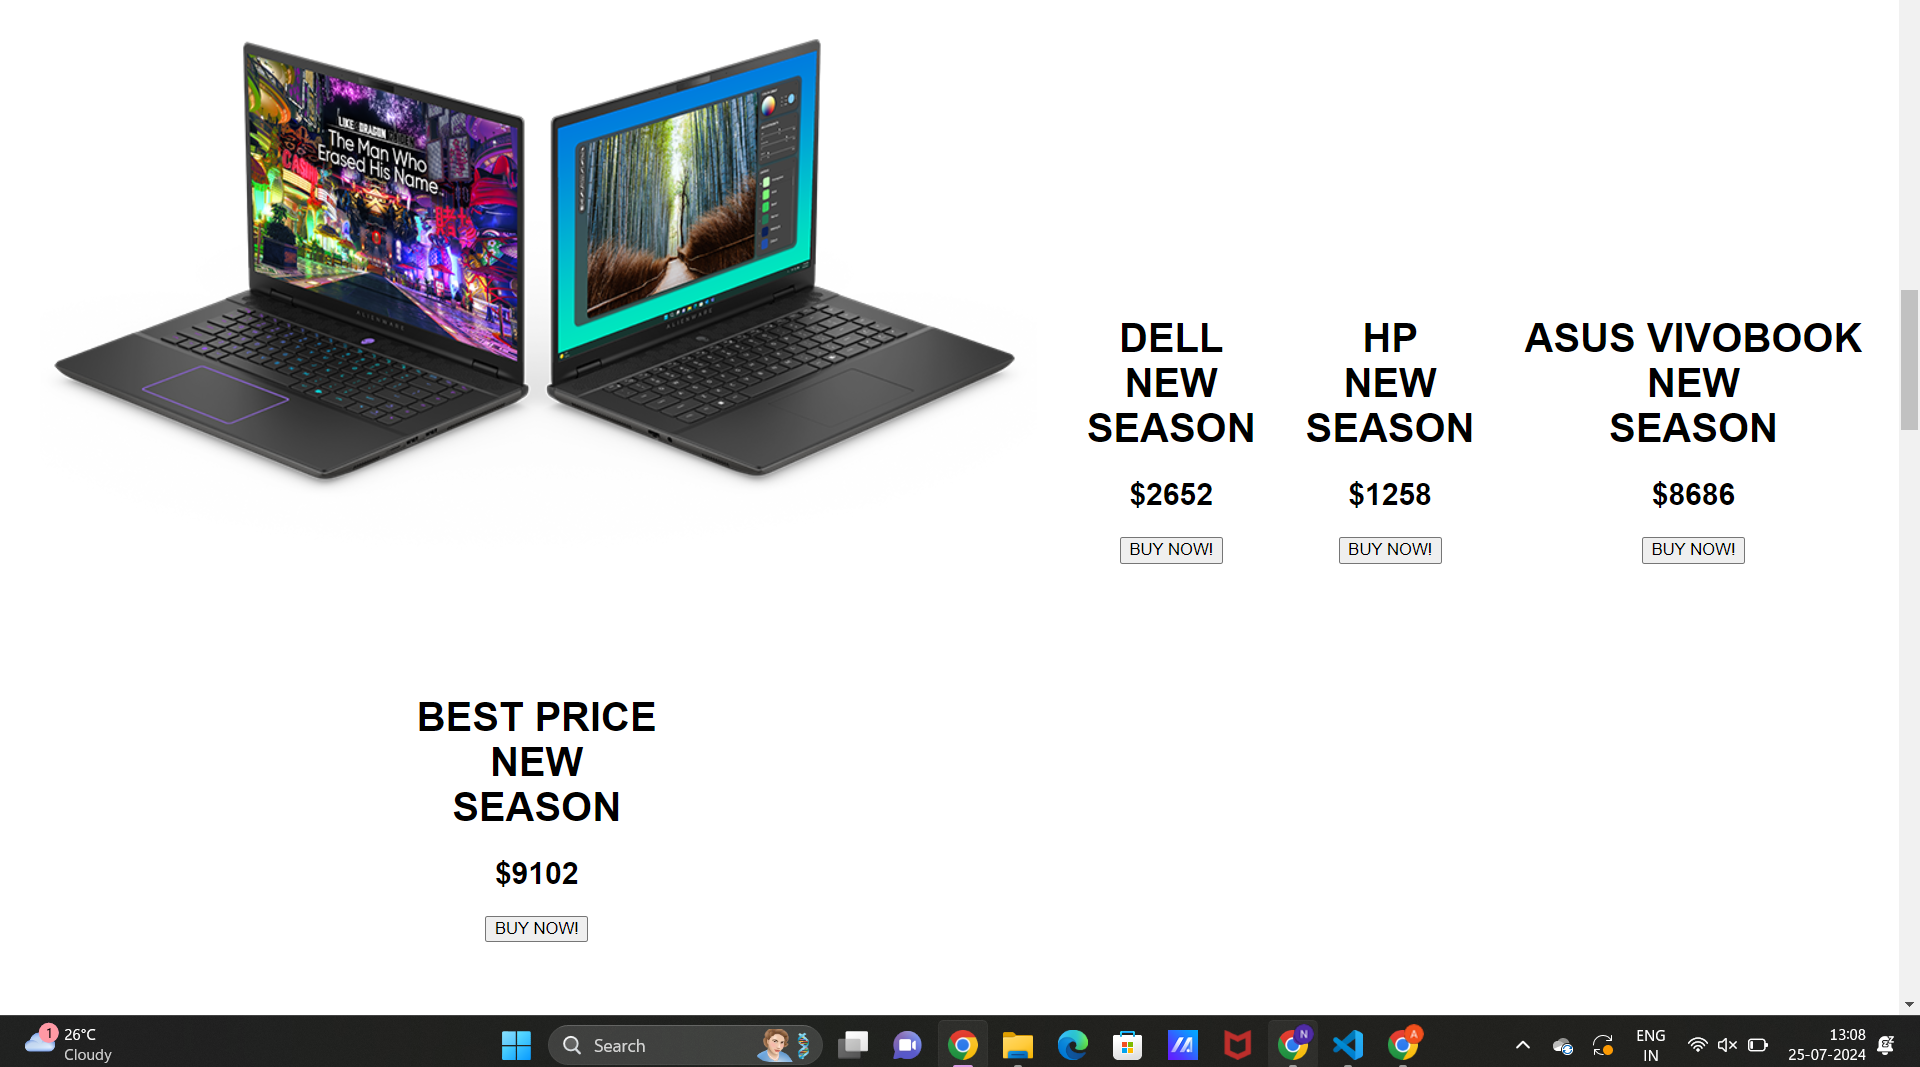 LIKE A DRAGON
The Man Who
Erased His Name
ALIENWARE
ALIENWARE
DELL
NEW
SEASON
$2652
BUY NOW!
HP
NEW
SEASON
$1258
BUY NOW!
ASUS VIVOBOOK
NEW
SEASON
$8686
BUY NOW!
BEST PRICE
NEW
SEASON
$9102
BUY NOW!
1
26°C
Cloudy
Search
N
A
ENG
IN
13:08
25-07-2024